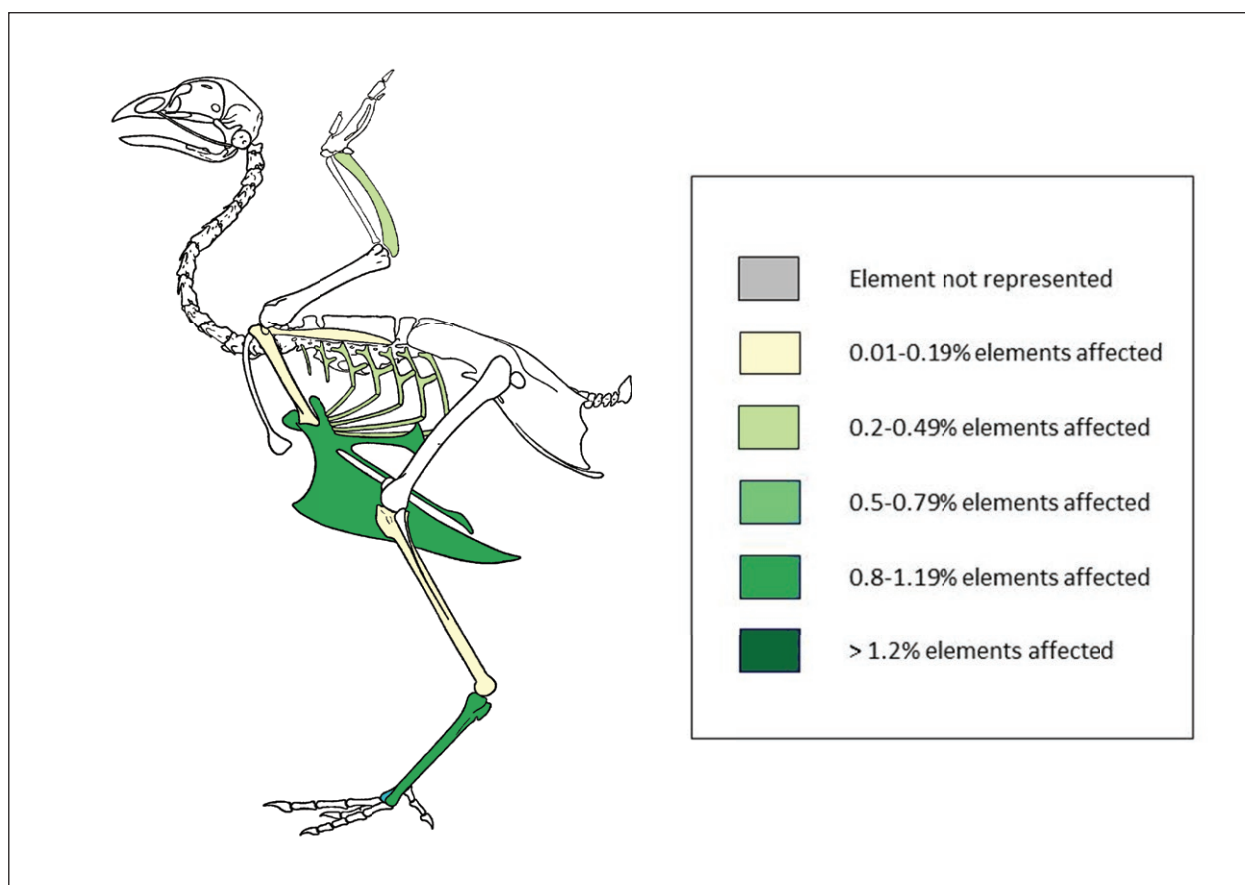 Element not represented
0.01-0.19% elements affected
0.2-0.49% elements affected
0.5-0.79% elements affected
0.8-1.19% elements affected
> 1.2% elements affected